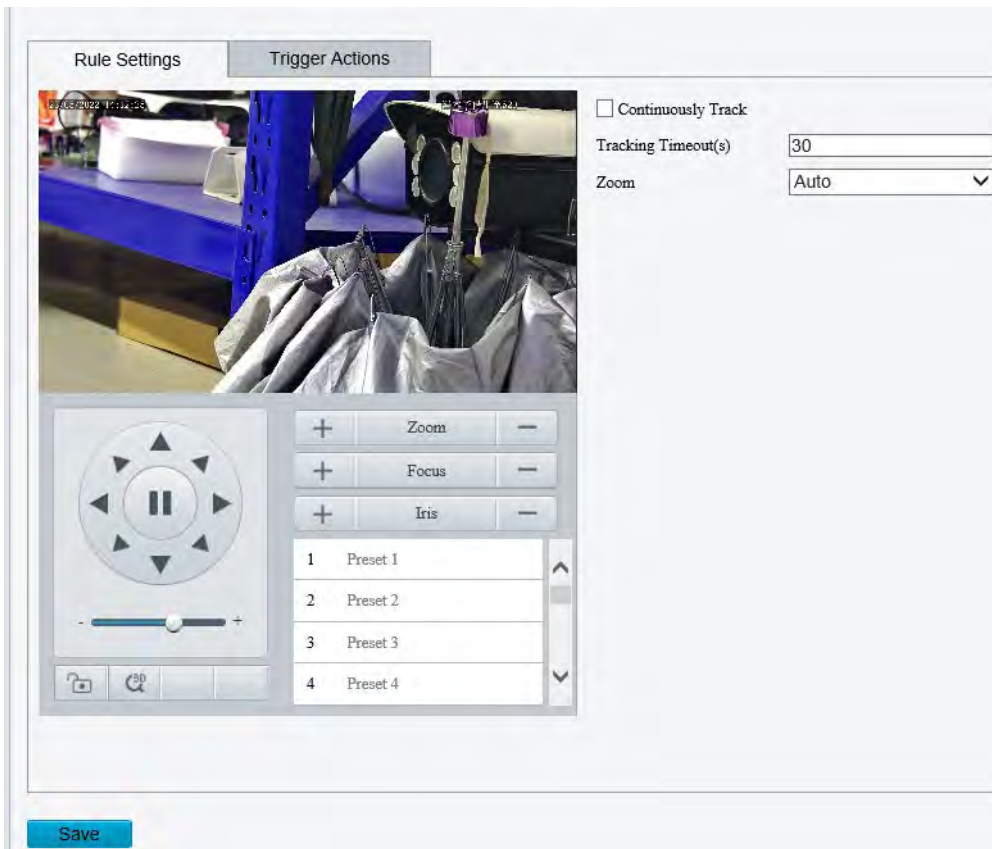 Rule Settings
Trigger Actions
Continuously Track
Tracking Timeout(s) 30
Zoom Auto
+ Zoom −
+ Focus −
+ Iris −
1 Preset 1
2 Preset 2
3 Preset 3
4 Preset 4
- +
3D
Save